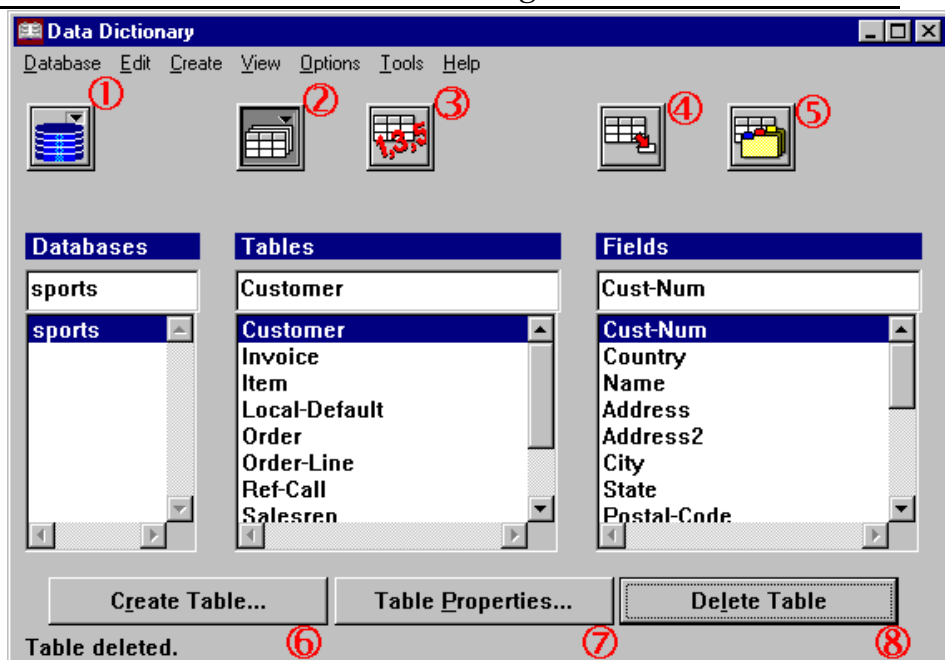 Data Dictionary
Database Edit Create View Options Tools Help
① ② ③ ④ ⑤
1,3,5
Databases Tables Fields
sports Customer Cust-Num
sports Customer Cust-Num
Invoice Country
Item Name
Local-Default Address
Order Address2
Order-Line City
Ref-Call State
Salesrep Postal-Code
Create Table... Table Properties... Delete Table
Table deleted. ⑥ ⑦ ⑧